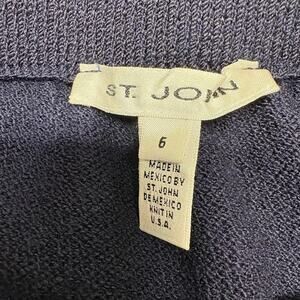 ST. JOHN
6
MADE IN
MEXICO BY
ST. JOHN
DE MEXICO
KNIT IN
U.S.A.